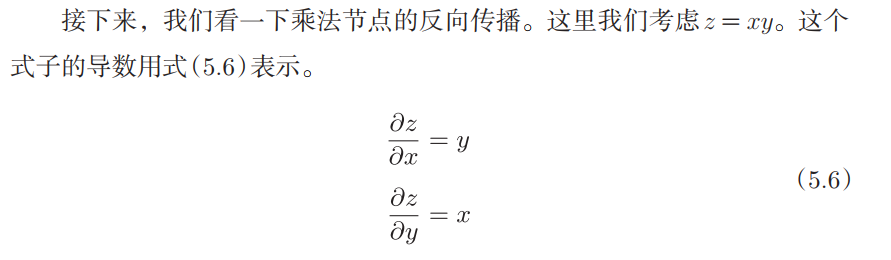 接下来，我们看一下乘法节点的反向传播。这里我们考虑 z = xy。这个
式子的导数用式(5.6)表示。
∂z/∂x = y
(5.6)
∂z/∂y = x